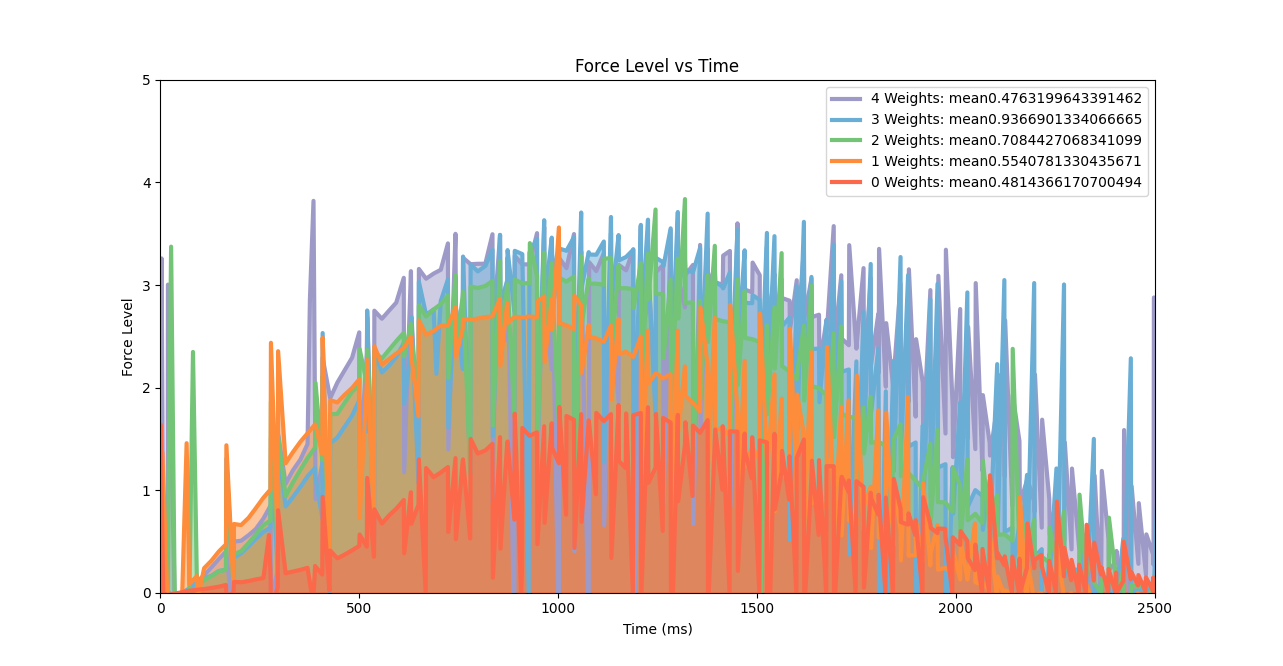 Force Level vs Time
5
4
3
2
1
0
Force Level
4 Weights: mean0.4763199643391462
3 Weights: mean0.9366901334066665
2 Weights: mean0.7084427068341099
1 Weights: mean0.5540781330435671
0 Weights: mean0.4814366170700494
0
500
1000
1500
2000
2500
Time (ms)